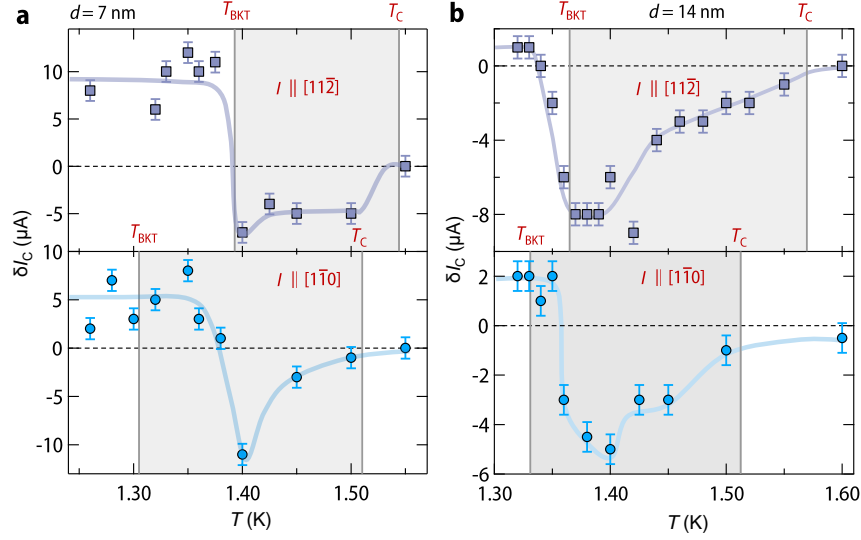 a d = 7 nm T_BKT T_C
10
5
0
-5
I || [112̄]
T_BKT T_C
10
5
0
-5
-10
I || [11̄0]
δI_C (μA)
1.30 1.40 1.50
T (K)
b T_BKT d = 14 nm T_C
0
-4
-8
I || [112̄]
T_BKT T_C
2
0
-2
-4
-6
I || [11̄0]
δI_C (μA)
1.30 1.40 1.50 1.60
T (K)